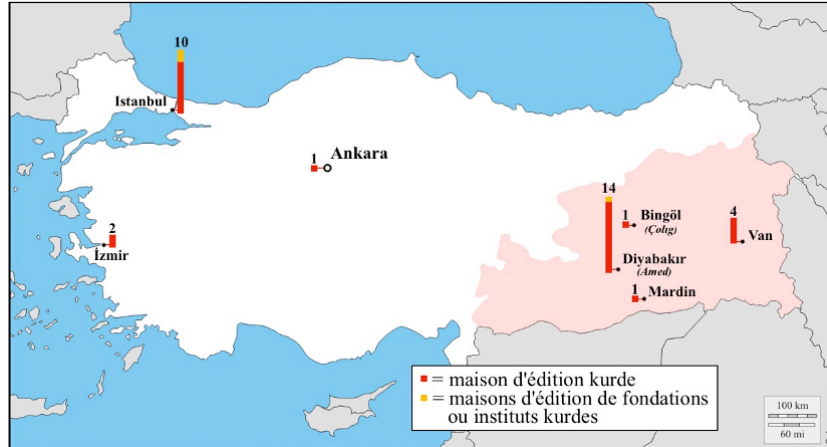 10
Istanbul
1
Ankara
2
İzmir
14
1
Bingöl
(Çolıg)
4
Van
Diyabakır
(Amed)
1
Mardin
= maison d'édition kurde
= maisons d'édition de fondations
ou instituts kurdes
100 km
60 mi